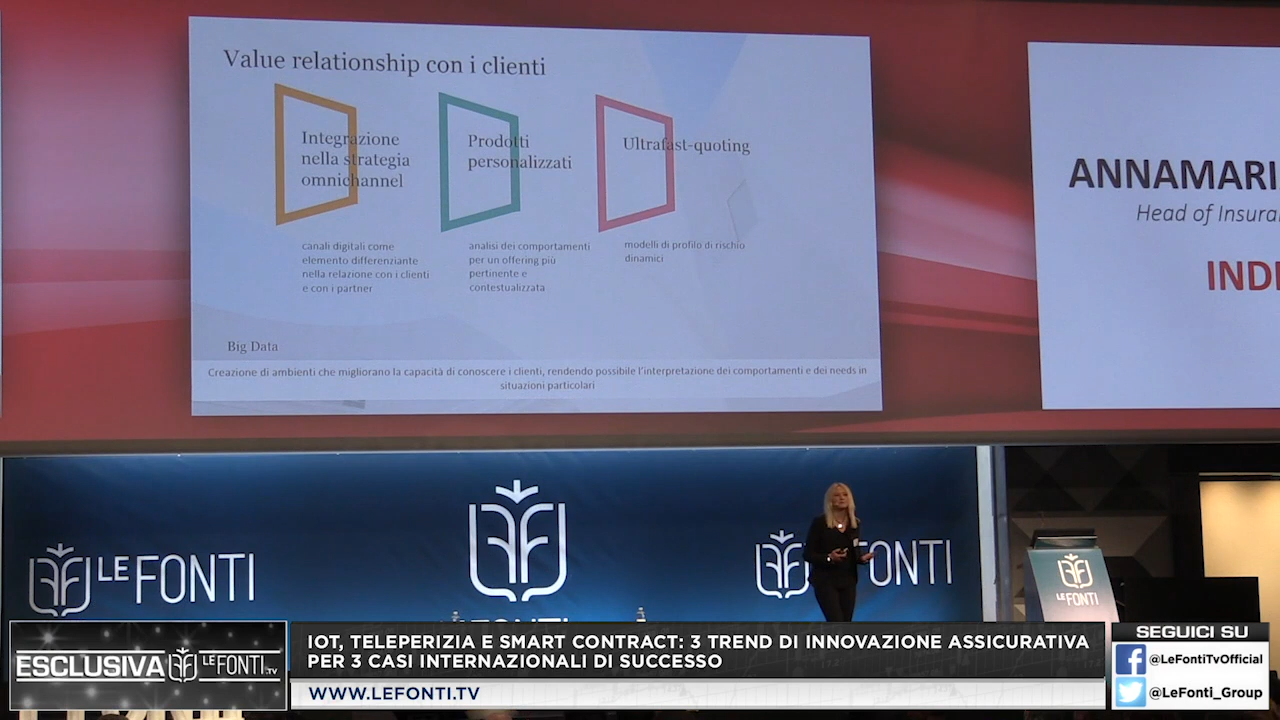 Value relationship con i clienti
Integrazione
nella strategia
omnichannel
canali digitali come
elemento differenziante
nella relazione con i clienti
e con i partner
Prodotti
personalizzati
analisi dei comportamenti
per un offering più
pertinente e
contestualizzata
Ultrafast-quoting
modelli di profilo di rischio
dinamici
Big Data
Creazione di ambienti che migliorano la capacità di conoscere i clienti, rendendo possibile l'interpretazione dei comportamenti e dei needs in
situazioni particolari
ANNAMARI
Head of Insura
INDR
LE FONTI
FONTI
LE FONTI
ESCLUSIVA LE FONTI.TV
IOT, TELEPERIZIA E SMART CONTRACT: 3 TREND DI INNOVAZIONE ASSICURATIVA
PER 3 CASI INTERNAZIONALI DI SUCCESSO
WWW.LEFONTI.TV
SEGUICI SU
@LeFontiTvOfficial
@LeFonti_Group